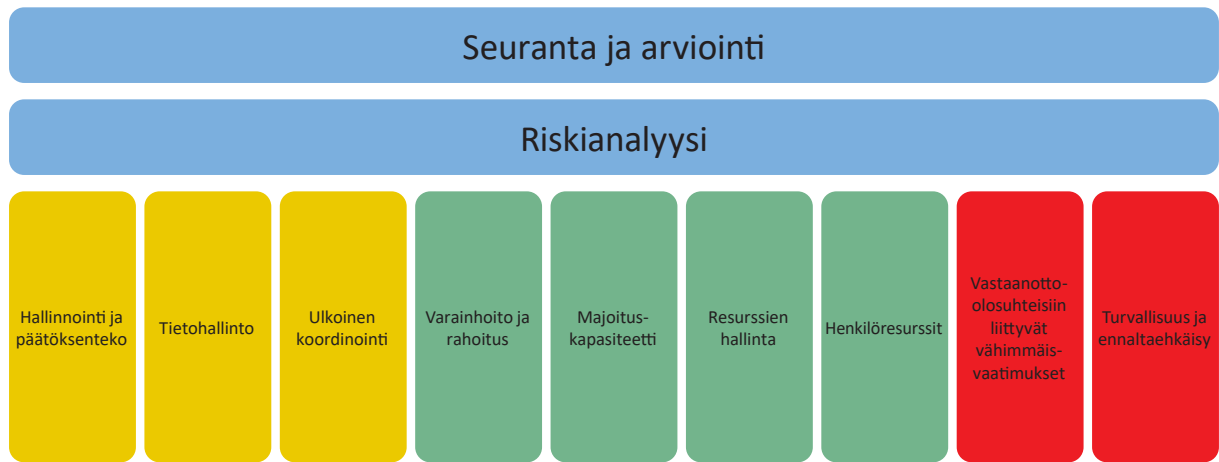 Seuranta ja arviointi
Riskianalyysi
Hallinnointi ja
päätöksenteko
Tietohallinto
Ulkoinen
koordinointi
Varainhoito ja
rahoitus
Majoitus-
kapasiteetti
Resurssien
hallinta
Henkilöresurssit
Vastaanotto-
olosuhteisiin
liittyvät
vähimmäis-
vaatimukset
Turvallisuus ja
ennaltaehkäisy